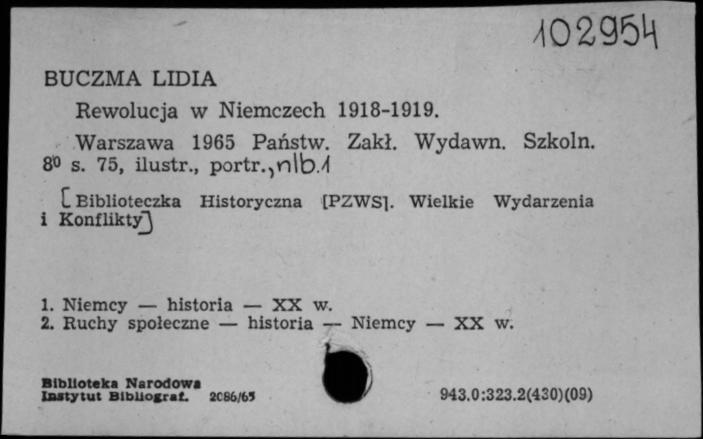 102954
BUCZMA LIDIA
Rewolucja w Niemczech 1918-1919.
Warszawa 1965 Państw. Zakł. Wydawn. Szkoln.
8⁰ s. 75, ilustr., portr., nlb.1
[Biblioteczka Historyczna [PZWS]. Wielkie Wydarzenia
i Konflikty]
1. Niemcy — historia — XX w.
2. Ruchy społeczne — historia — Niemcy — XX w.
Biblioteka Narodowa
Instytut Bibliograf. 2086/65
943.0:323.2(430)(09)